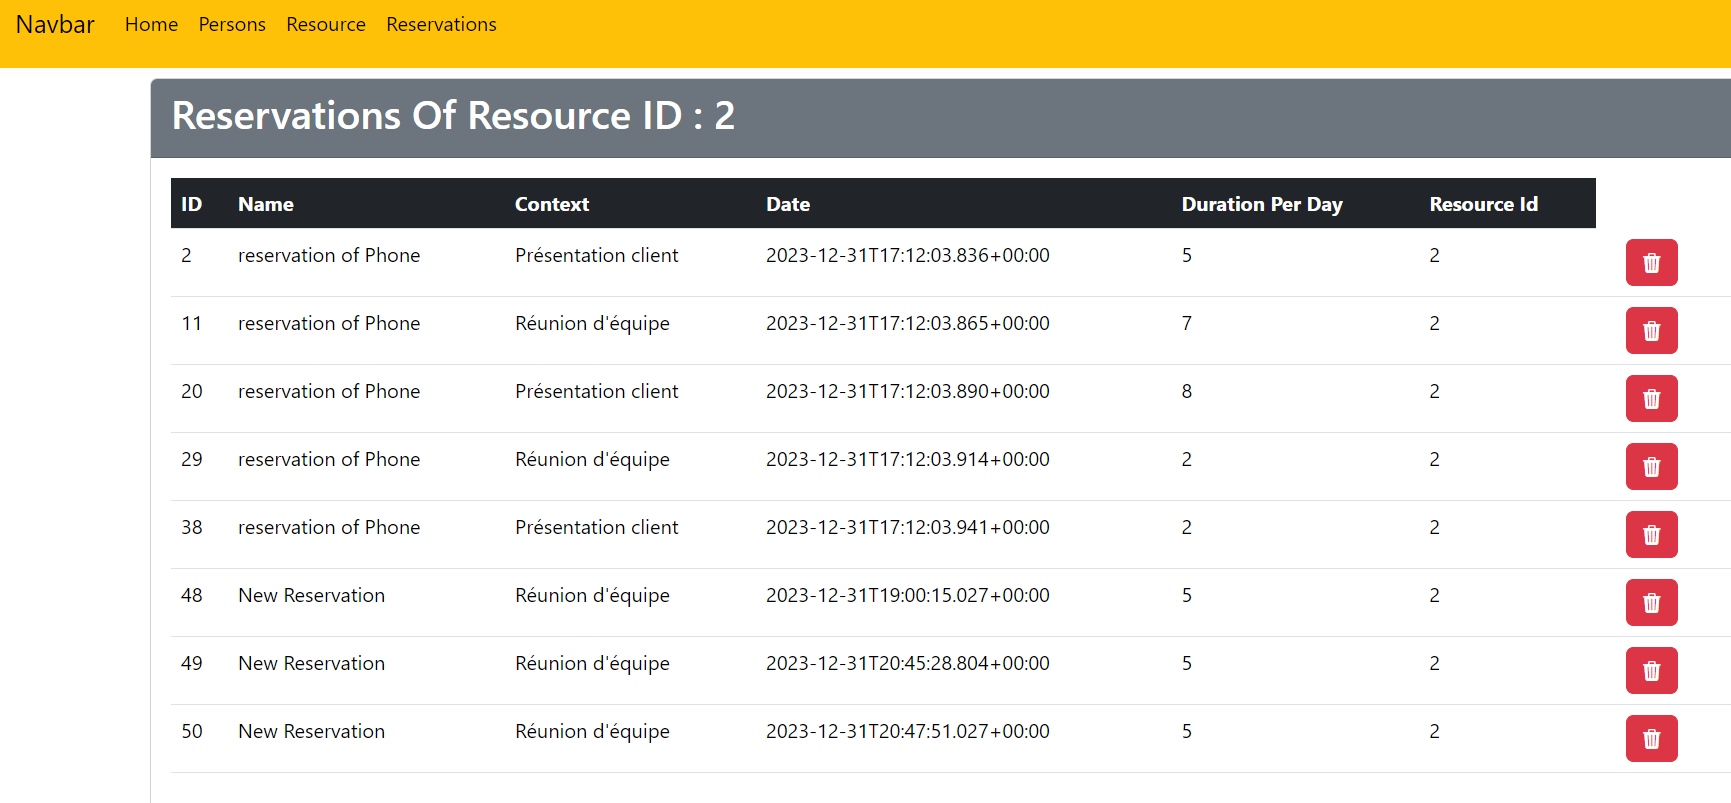 Navbar Home Persons Resource Reservations
Reservations Of Resource ID : 2
ID Name Context Date Duration Per Day Resource Id
2 reservation of Phone Présentation client 2023-12-31T17:12:03.836+00:00 5 2
11 reservation of Phone Réunion d'équipe 2023-12-31T17:12:03.865+00:00 7 2
20 reservation of Phone Présentation client 2023-12-31T17:12:03.890+00:00 8 2
29 reservation of Phone Réunion d'équipe 2023-12-31T17:12:03.914+00:00 2 2
38 reservation of Phone Présentation client 2023-12-31T17:12:03.941+00:00 2 2
48 New Reservation Réunion d'équipe 2023-12-31T19:00:15.027+00:00 5 2
49 New Reservation Réunion d'équipe 2023-12-31T20:45:28.804+00:00 5 2
50 New Reservation Réunion d'équipe 2023-12-31T20:47:51.027+00:00 5 2